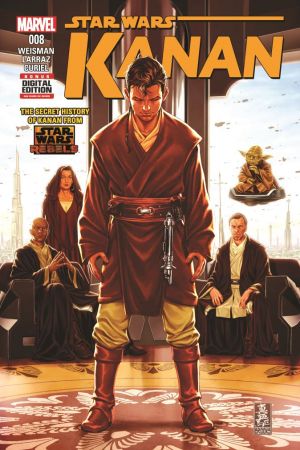 MARVEL
008
WEISMAN
LARRAZ
CURIEL
BONUS
DIGITAL
EDITION
STAR WARS
KANAN
THE SECRET HISTORY
OF KANAN FROM
STAR
WARS
REBELS